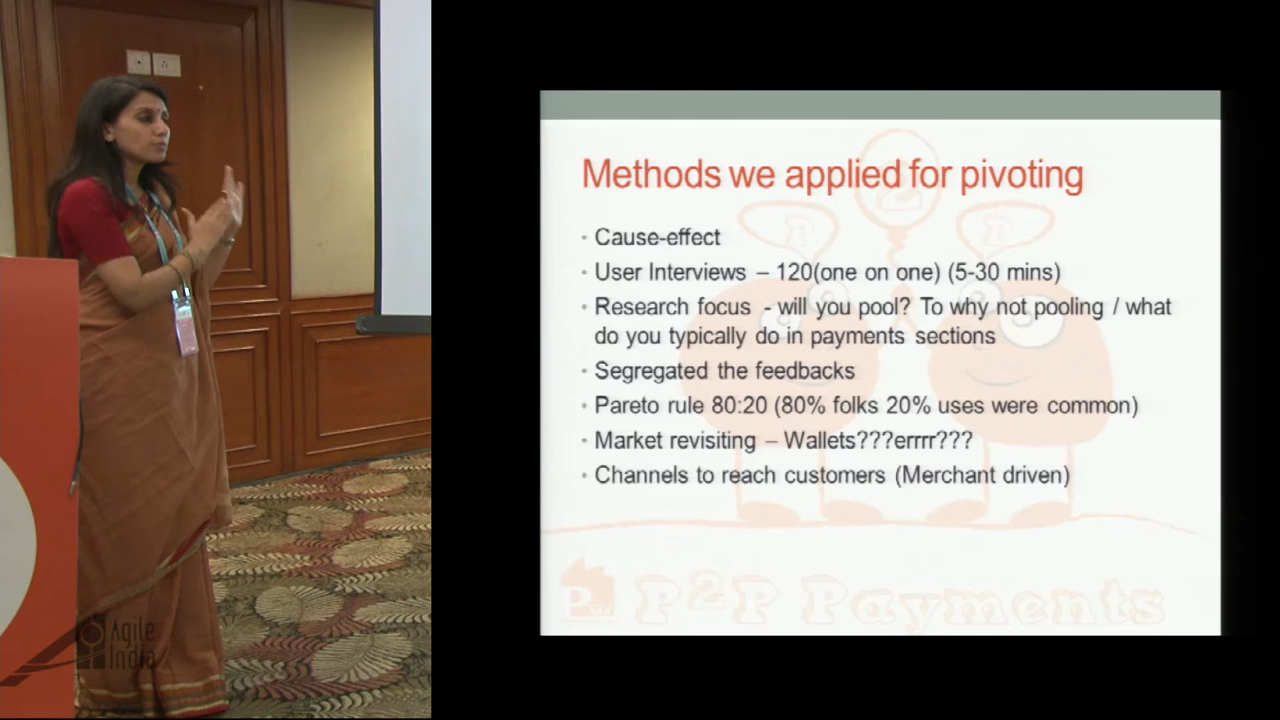 Methods we applied for pivoting
• Cause-effect
• User Interviews – 120(one on one) (5-30 mins)
• Research focus - will you pool? To why not pooling / what
do you typically do in payments sections
• Segregated the feedbacks
• Pareto rule 80:20 (80% folks 20% uses were common)
• Market revisiting – Wallets???errrr???
• Channels to reach customers (Merchant driven)
P 2 P
P2P Payments
Agile
India